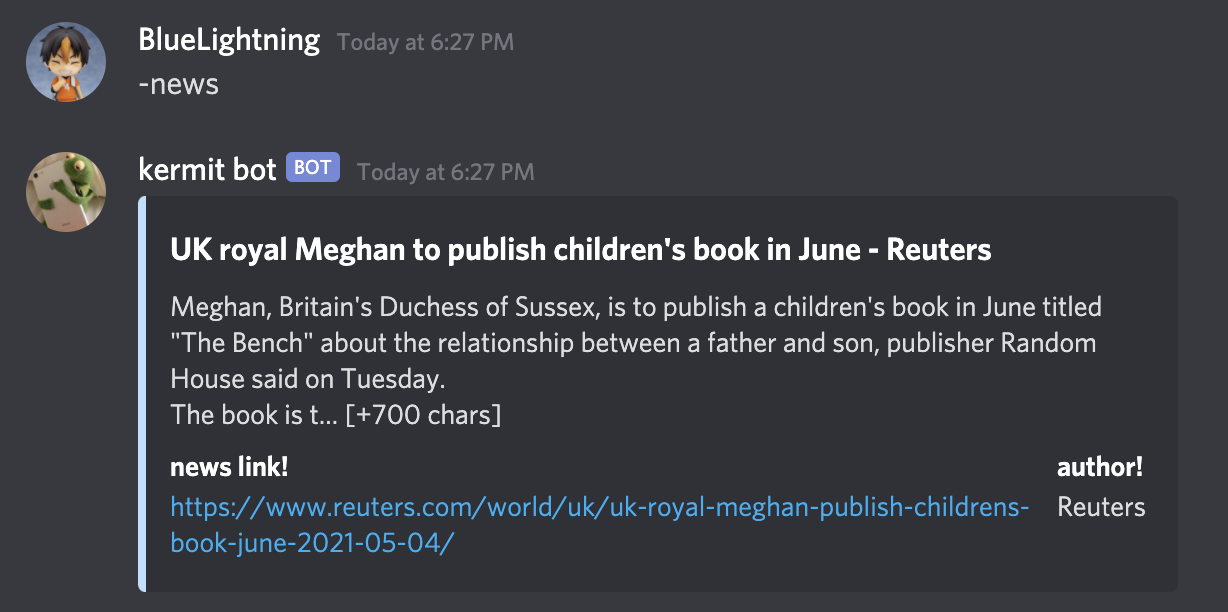 BlueLightning Today at 6:27 PM
-news
kermit bot BOT Today at 6:27 PM
UK royal Meghan to publish children's book in June - Reuters
Meghan, Britain's Duchess of Sussex, is to publish a children's book in June titled
"The Bench" about the relationship between a father and son, publisher Random
House said on Tuesday.
The book is t... [+700 chars]
news link!
https://www.reuters.com/world/uk/uk-royal-meghan-publish-childrens-
book-june-2021-05-04/
author!
Reuters